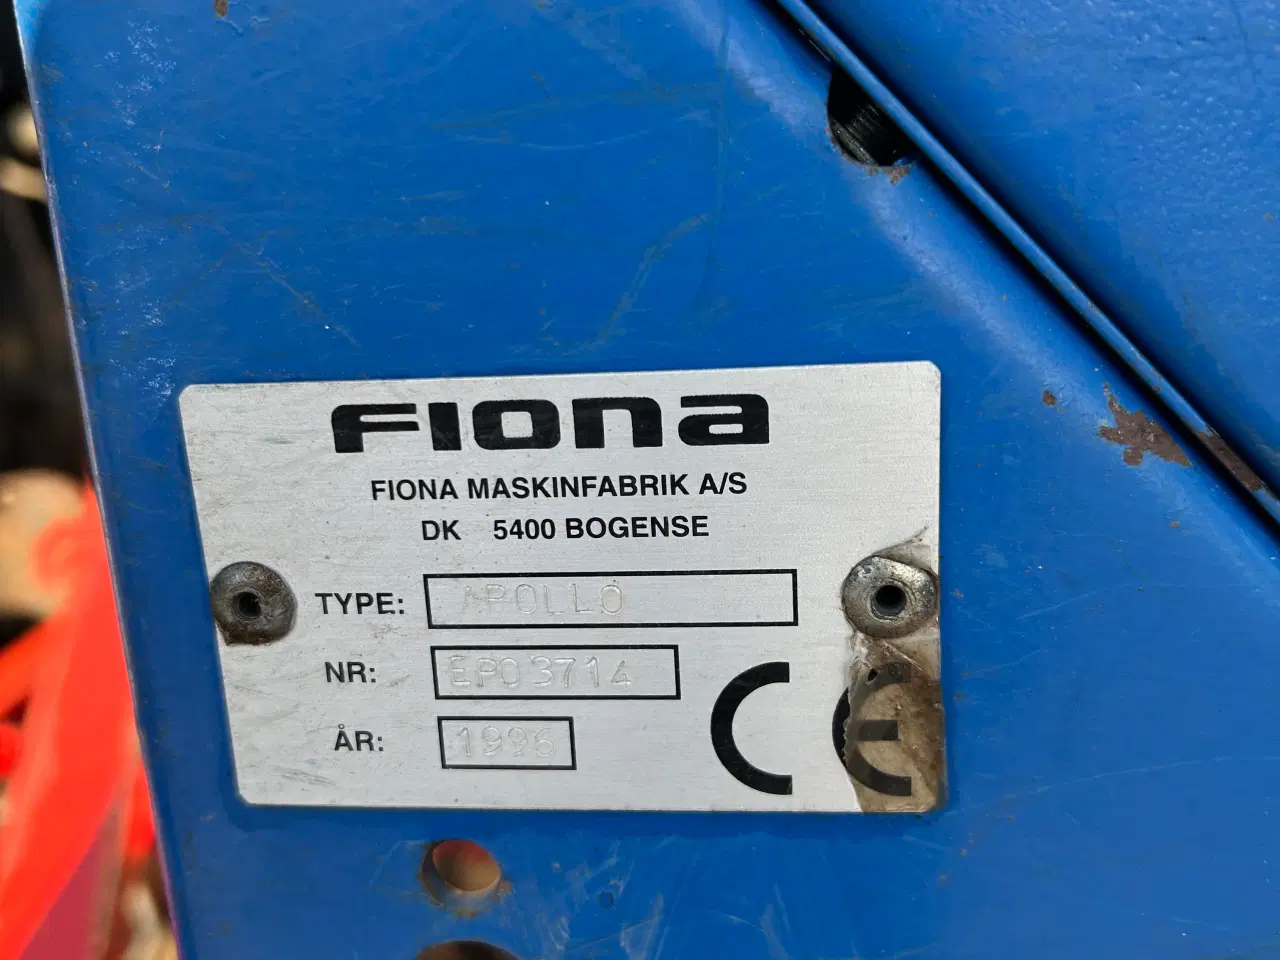 FIONA
FIONA MASKINFABRIK A/S
DK 5400 BOGENSE
TYPE: APOLLO
NR: EP03714
ÅR: 1996
CE